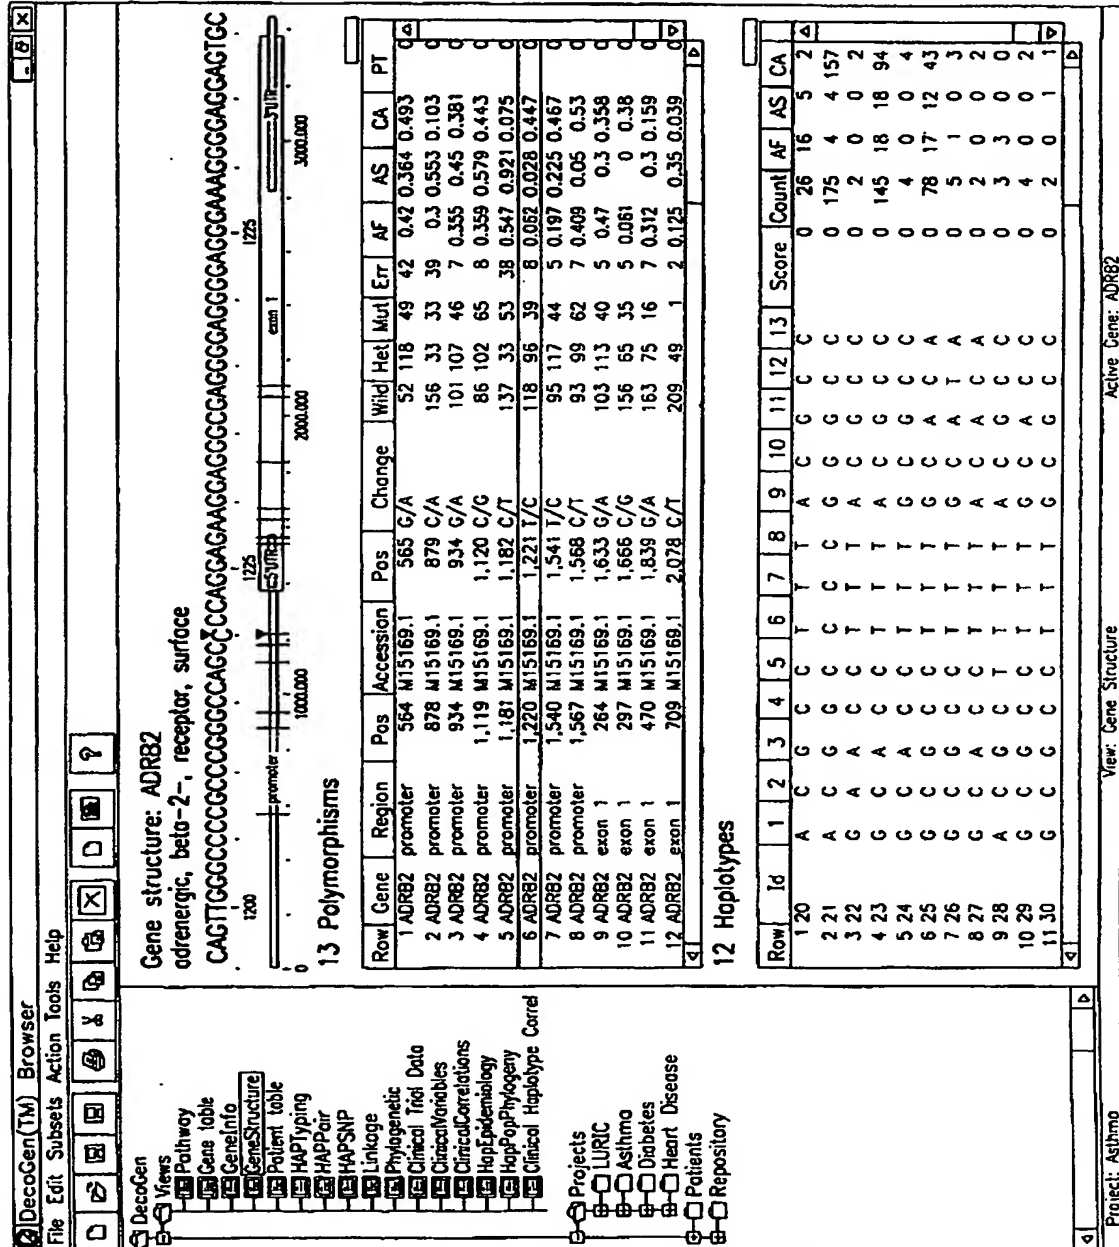 DecoGen(TM) Browser
File Edit Subsets Action Tools Help
DecoGen
Views
Pathway
Gene table
GeneInfo
GeneStructure
Patient table
HAPTyping
HAPPair
HAPSNP
Linkage
Phylogenetic
Clinical Trial Data
ClinicalVariables
ClinicalCorrelations
HapEpidemiology
HapPopPhylogeny
Clinical Haplotype Correl
Projects
LURIC
Asthma
Diabetes
Heart Disease
Patients
Repository
Gene structure: ADRB2
adrenergic, beta-2-, receptor, surface
1200 1225 1225
promoter 5'UTR exon 1 3'UTR
0 1000.000 2000.000 3000.000
13 Polymorphisms
Row Gene Region Pos Accession Pos Change Wild Het Mut Err AF AS CA PT
1 ADRB2 promoter 564 M15169.1 565 G/A 52 118 49 42 0.42 0.364 0.493 0
2 ADRB2 promoter 878 M15169.1 879 C/A 156 33 33 39 0.3 0.553 0.103 0
3 ADRB2 promoter 934 M15169.1 934 G/A 101 107 46 7 0.355 0.45 0.381 0
4 ADRB2 promoter 1,119 M15169.1 1,120 C/G 86 102 65 8 0.359 0.579 0.443 0
5 ADRB2 promoter 1,181 M15169.1 1,182 C/T 137 33 53 38 0.547 0.921 0.075 0
6 ADRB2 promoter 1,220 M15169.1 1,221 T/C 118 96 39 8 0.062 0.028 0.447 0
7 ADRB2 promoter 1,540 M15169.1 1,541 T/C 95 117 44 5 0.197 0.225 0.467 0
8 ADRB2 promoter 1,567 M15169.1 1.568 C/T 93 99 62 7 0.409 0.05 0.53 0
9 ADRB2 exon 1 264 M15169.1 1,633 G/A 103 113 40 5 0.47 0.3 0.358 0
10 ADRB2 exon 1 297 M15169.1 1,666 C/G 156 65 35 5 0.061 0 0.38 0
11 ADRB2 exon 1 470 M15169.1 1,839 G/A 163 75 16 7 0.312 0.3 0.159 0
12 ADRB2 exon 1 709 M15169.1 2,078 C/T 209 49 1 2 0.125 0.35 0.039 0
12 Haplotypes
Row Id 1 2 3 4 5 6 7 8 9 10 11 12 13 Score Count AF AS CA
1 20 A C G C C T T T A C G C C 0 26 16 5 2
2 21 A C G G C C C C G G G C C 0 175 4 4 157
3 22 G A A C C T T T A C G C C 0 2 0 0 2
4 23 G C A C C T T T A C G C C 0 145 18 18 94
5 24 G C A C C T T T G C G C C 0 4 0 0 4
6 25 G C G C C T T T G C A C A 0 78 17 12 43
7 26 G C G C C T T T G C A T A 0 5 1 0 3
8 27 G C A C C T T T A C A C A 0 2 0 0 2
9 28 A C G C T T T T A C G C C 0 3 3 0 0
10 29 G C G C C T T T A C A C C 0 4 0 0 2
11 30 G C G C C T T T G C G C C 0 2 0 1 1
Project: Asthma View: Gene Structure Active Gene: ADRB2